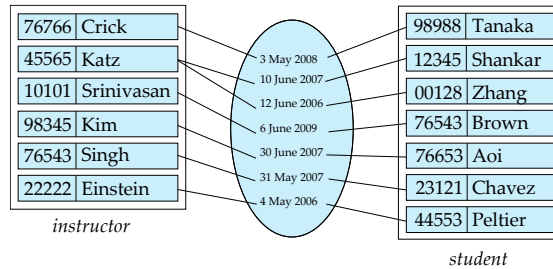 76766 Crick
45565 Katz
10101 Srinivasan
98345 Kim
76543 Singh
22222 Einstein
instructor
3 May 2008
10 June 2007
12 June 2006
6 June 2009
30 June 2007
31 May 2007
4 May 2006
98988 Tanaka
12345 Shankar
00128 Zhang
76543 Brown
76653 Aoi
23121 Chavez
44553 Peltier
student